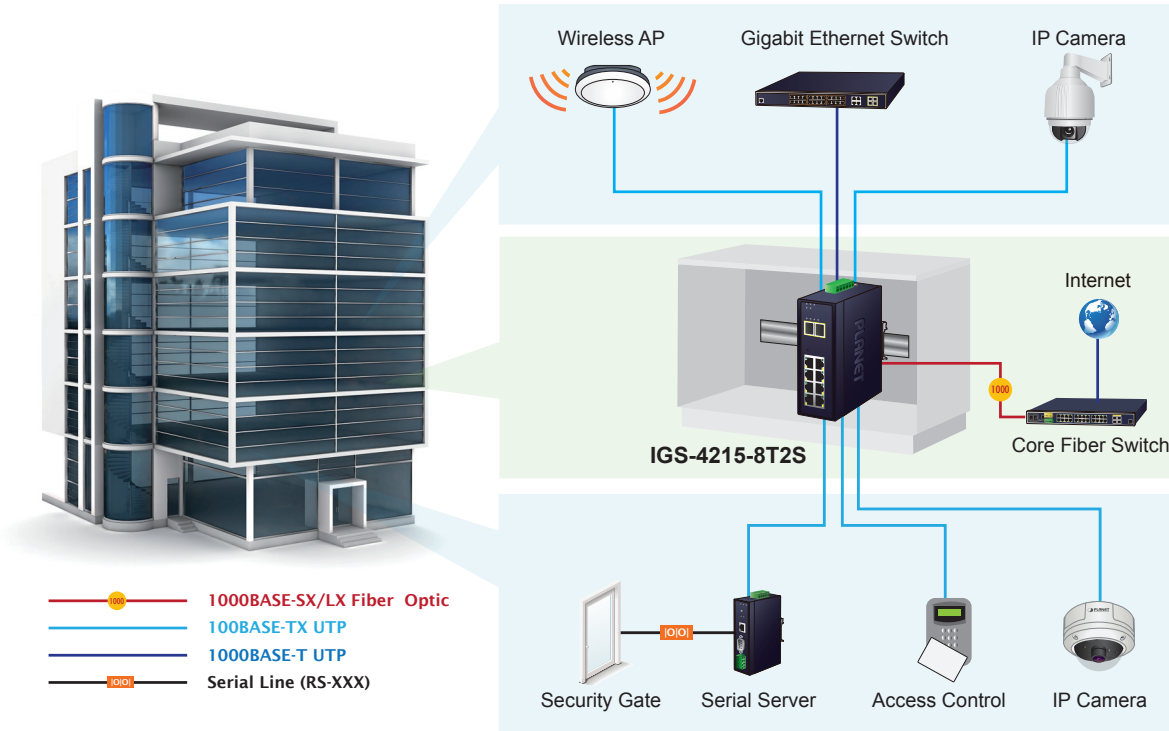 Wireless AP
Gigabit Ethernet Switch
IP Camera
Internet
PLANET
1000
Core Fiber Switch
IGS-4215-8T2S
1000
1000BASE-SX/LX Fiber Optic
100BASE-TX UTP
1000BASE-T UTP
|O|O|
Serial Line (RS-XXX)
|O|O|
PLANET
Security Gate
Serial Server
Access Control
IP Camera